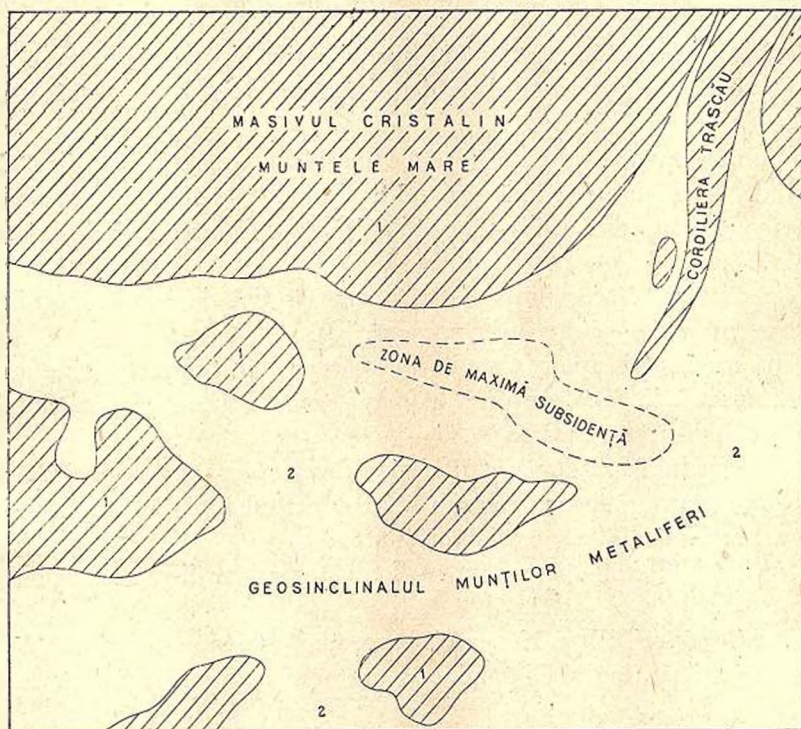 MASIVUL CRISTALIN
MUNTELE MARE
1
CORDILIERA TRASCĂU
1
ZONA DE MAXIMĂ SUBSIDENȚĂ
2
2
1
1
GEOSINCLINALUL MUNȚILOR METALIFERI
1
2